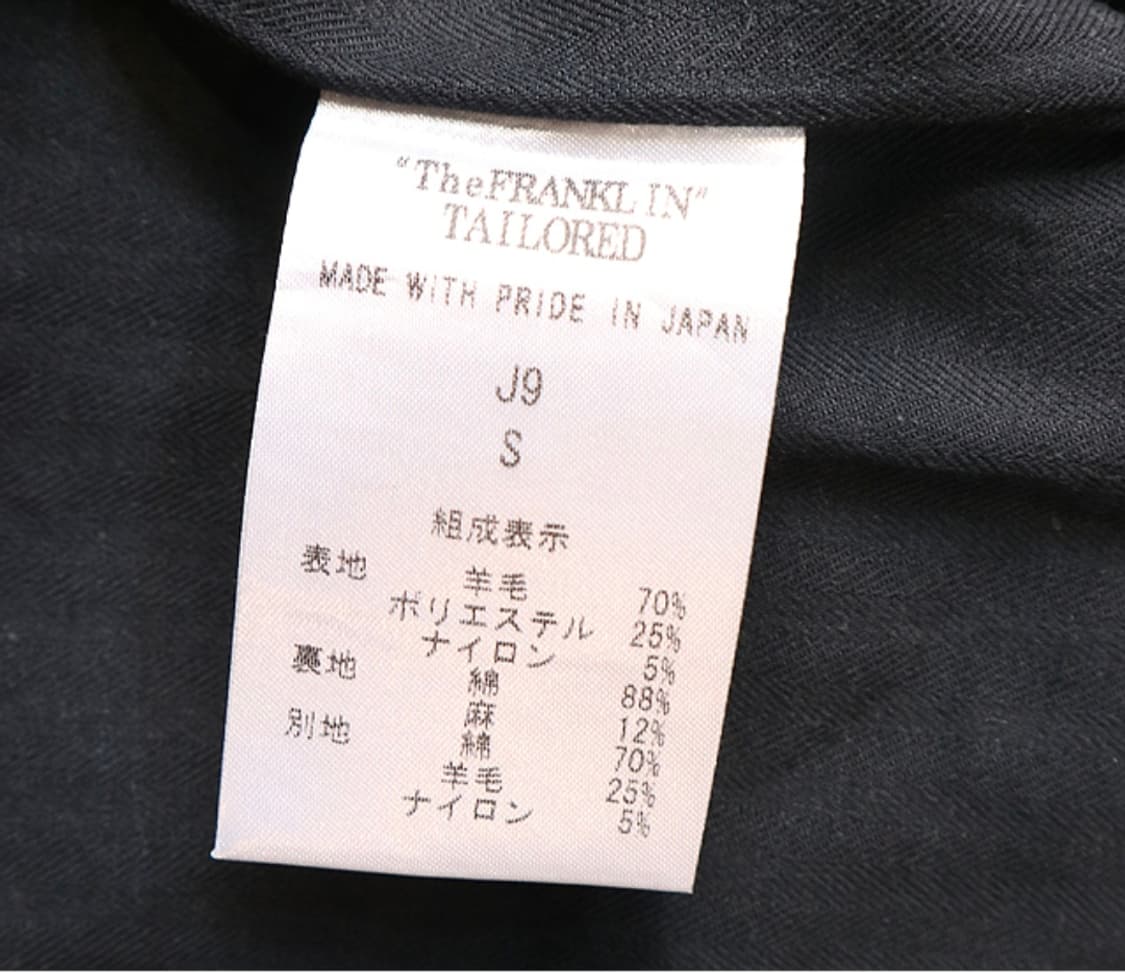 "TheFRANKLIN"
TAILORED
MADE WITH PRIDE IN JAPAN
J9
S
組成表示
表地 羊毛 70%
ポリエステル 25%
ナイロン 5%
裏地 綿 88%
麻 12%
別地 綿 70%
羊毛 25%
ナイロン 5%